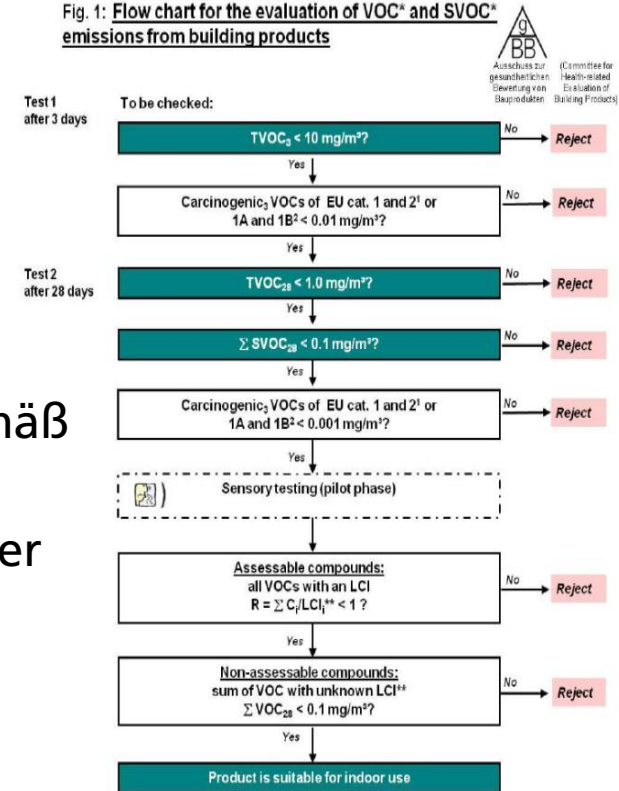 Fig. 1: Flow chart for the evaluation of VOC* and SVOC*
emissions from building products
g
BB
Ausschuss zur
gesundheitlichen
Bewertung von
Bauprodukten
(Committee for
Health-related
Evaluation of
Building Products)
Test 1
after 3 days
To be checked:
TVOC₃ < 10 mg/m³?
No
Reject
Yes
Carcinogenic₃ VOCs of EU cat. 1 and 2¹ or
1A and 1B² < 0.01 mg/m³?
No
Reject
Yes
Test 2
after 28 days
TVOC₂₈ < 1.0 mg/m³?
No
Reject
Yes
Σ SVOC₂₈ < 0.1 mg/m³?
No
Reject
Yes
Carcinogenic₃ VOCs of EU cat. 1 and 2¹ or
1A and 1B² < 0.001 mg/m³?
No
Reject
Yes
näß
er
Sensory testing (pilot phase)
Assessable compounds:
all VOCs with an LCI
R = Σ Cᵢ/LCIᵢ** < 1 ?
No
Reject
Yes
Non-assessable compounds:
sum of VOC with unknown LCI**
Σ VOC₂₈ < 0.1 mg/m³?
No
Reject
Yes
Product is suitable for indoor use